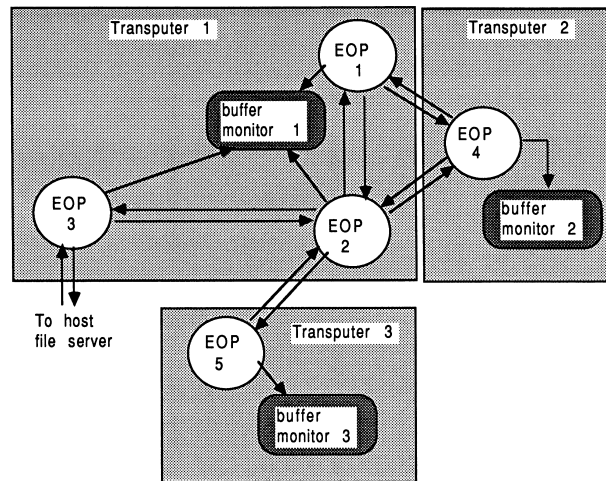 Transputer 1
EOP
1
Transputer 2
buffer
monitor 1
EOP
4
EOP
3
EOP
2
buffer
monitor 2
To host
file server
Transputer 3
EOP
5
buffer
monitor 3